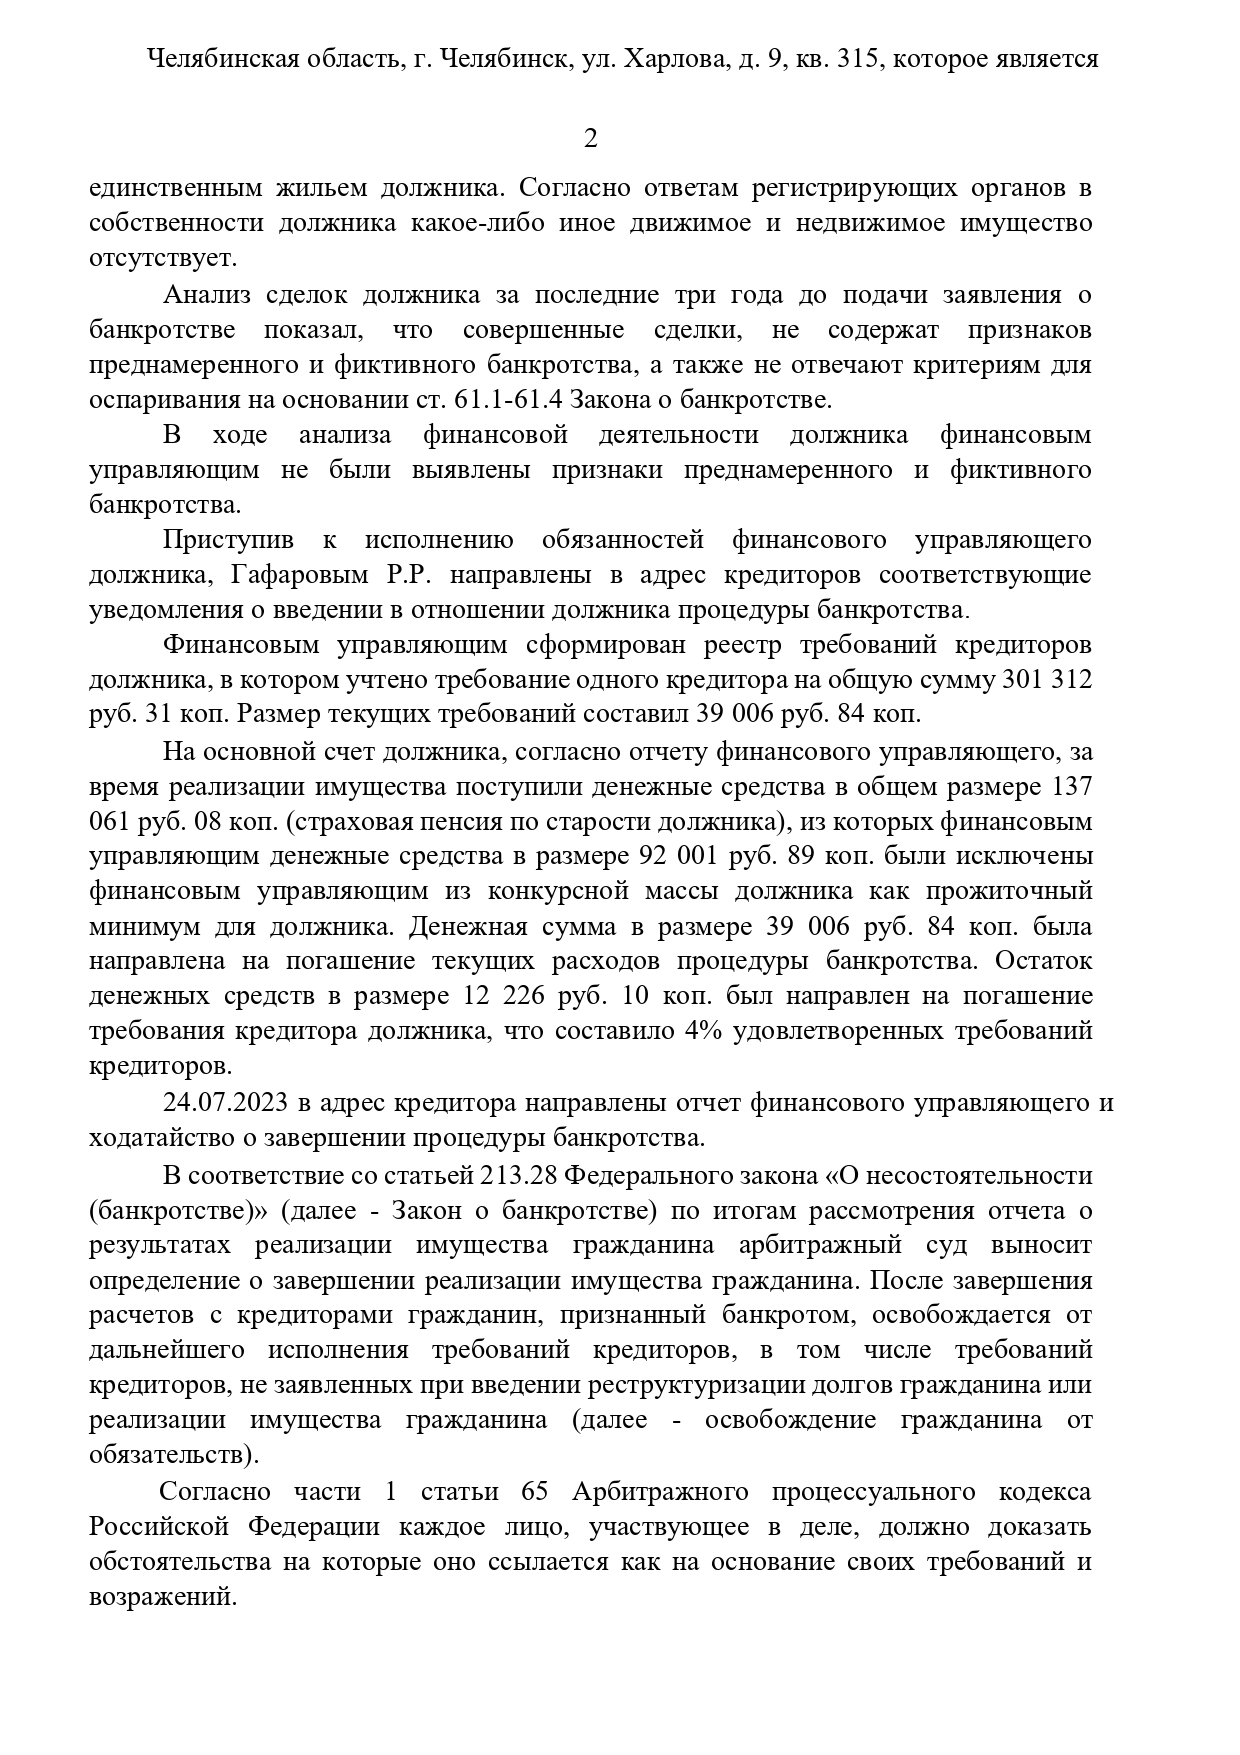 Челябинская область, г. Челябинск, ул. Харлова, д. 9, кв. 315, которое является
2
единственным жильем должника. Согласно ответам регистрирующих органов в
собственности должника какое-либо иное движимое и недвижимое имущество
отсутствует.
Анализ сделок должника за последние три года до подачи заявления о
банкротстве показал, что совершенные сделки, не содержат признаков
преднамеренного и фиктивного банкротства, а также не отвечают критериям для
оспаривания на основании ст. 61.1-61.4 Закона о банкротстве.
В ходе анализа финансовой деятельности должника финансовым
управляющим не были выявлены признаки преднамеренного и фиктивного
банкротства.
Приступив к исполнению обязанностей финансового управляющего
должника, Гафаровым Р.Р. направлены в адрес кредиторов соответствующие
уведомления о введении в отношении должника процедуры банкротства.
Финансовым управляющим сформирован реестр требований кредиторов
должника, в котором учтено требование одного кредитора на общую сумму 301 312
руб. 31 коп. Размер текущих требований составил 39 006 руб. 84 коп.
На основной счет должника, согласно отчету финансового управляющего, за
время реализации имущества поступили денежные средства в общем размере 137
061 руб. 08 коп. (страховая пенсия по старости должника), из которых финансовым
управляющим денежные средства в размере 92 001 руб. 89 коп. были исключены
финансовым управляющим из конкурсной массы должника как прожиточный
минимум для должника. Денежная сумма в размере 39 006 руб. 84 коп. была
направлена на погашение текущих расходов процедуры банкротства. Остаток
денежных средств в размере 12 226 руб. 10 коп. был направлен на погашение
требования кредитора должника, что составило 4% удовлетворенных требований
кредиторов.
24.07.2023 в адрес кредитора направлены отчет финансового управляющего и
ходатайство о завершении процедуры банкротства.
В соответствие со статьей 213.28 Федерального закона «О несостоятельности
(банкротстве)» (далее - Закон о банкротстве) по итогам рассмотрения отчета о
результатах реализации имущества гражданина арбитражный суд выносит
определение о завершении реализации имущества гражданина. После завершения
расчетов с кредиторами гражданин, признанный банкротом, освобождается от
дальнейшего исполнения требований кредиторов, в том числе требований
кредиторов, не заявленных при введении реструктуризации долгов гражданина или
реализации имущества гражданина (далее - освобождение гражданина от
обязательств).
Согласно части 1 статьи 65 Арбитражного процессуального кодекса
Российской Федерации каждое лицо, участвующее в деле, должно доказать
обстоятельства на которые оно ссылается как на основание своих требований и
возражений.